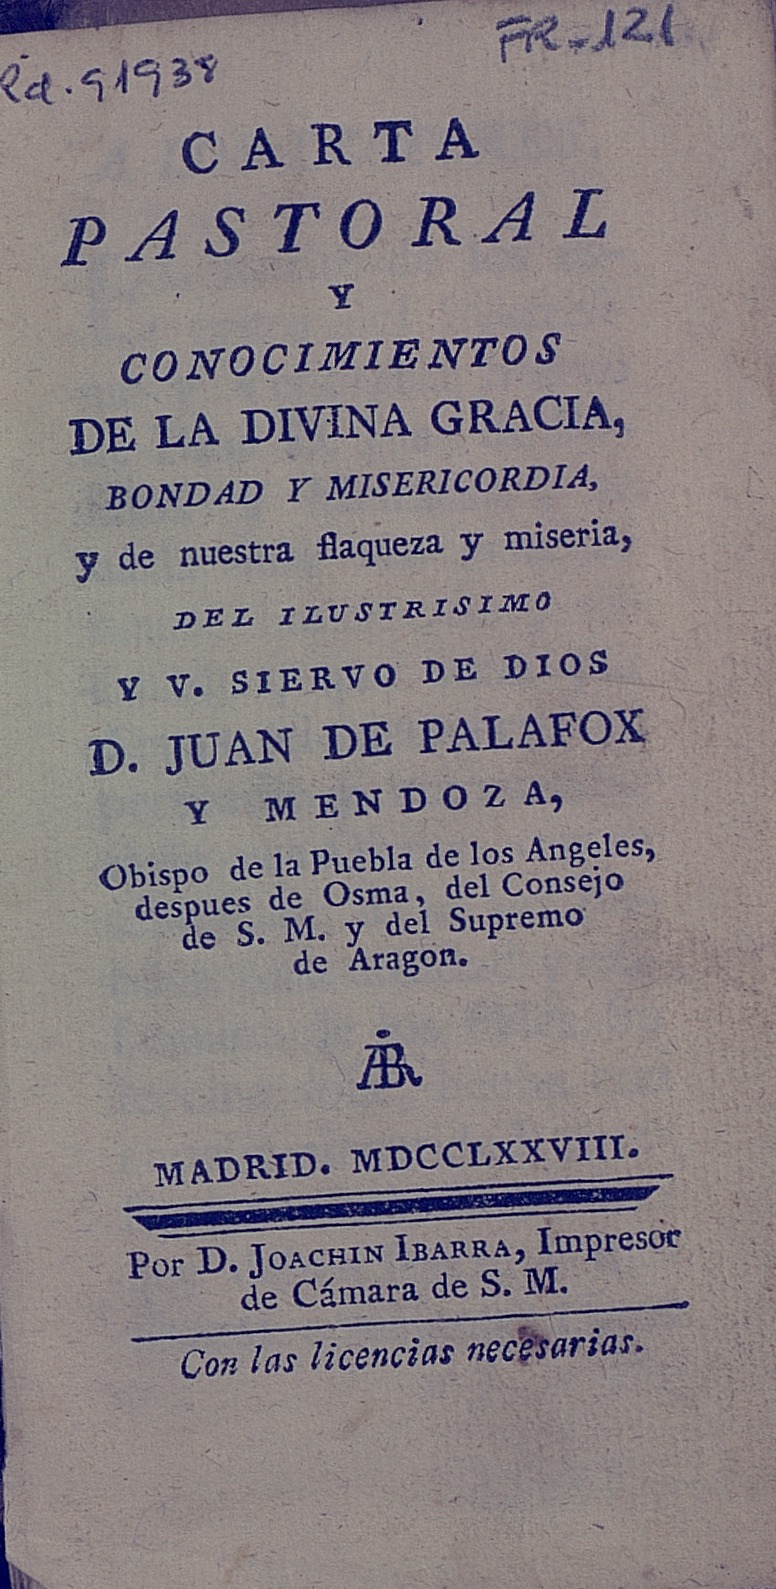 FR-121
CARTA
PASTORAL
Y
CONOCIMIENTOS
DE LA DIVINA GRACIA,
BONDAD Y MISERICORDIA,
y de nuestra flaqueza y miseria,
DEL ILUSTRISIMO
Y V. SIERVO DE DIOS
D. JUAN DE PALAFOX
Y MENDOZA,
Obispo de la Puebla de los Angeles,
despues de Osma, del Consejo
de S. M. y del Supremo
de Aragon.
MADRID. MDCCLXXVIII.
Por D. JOACHIN IBARRA, Impresor
de Cámara de S. M.
Con las licencias necesarias.